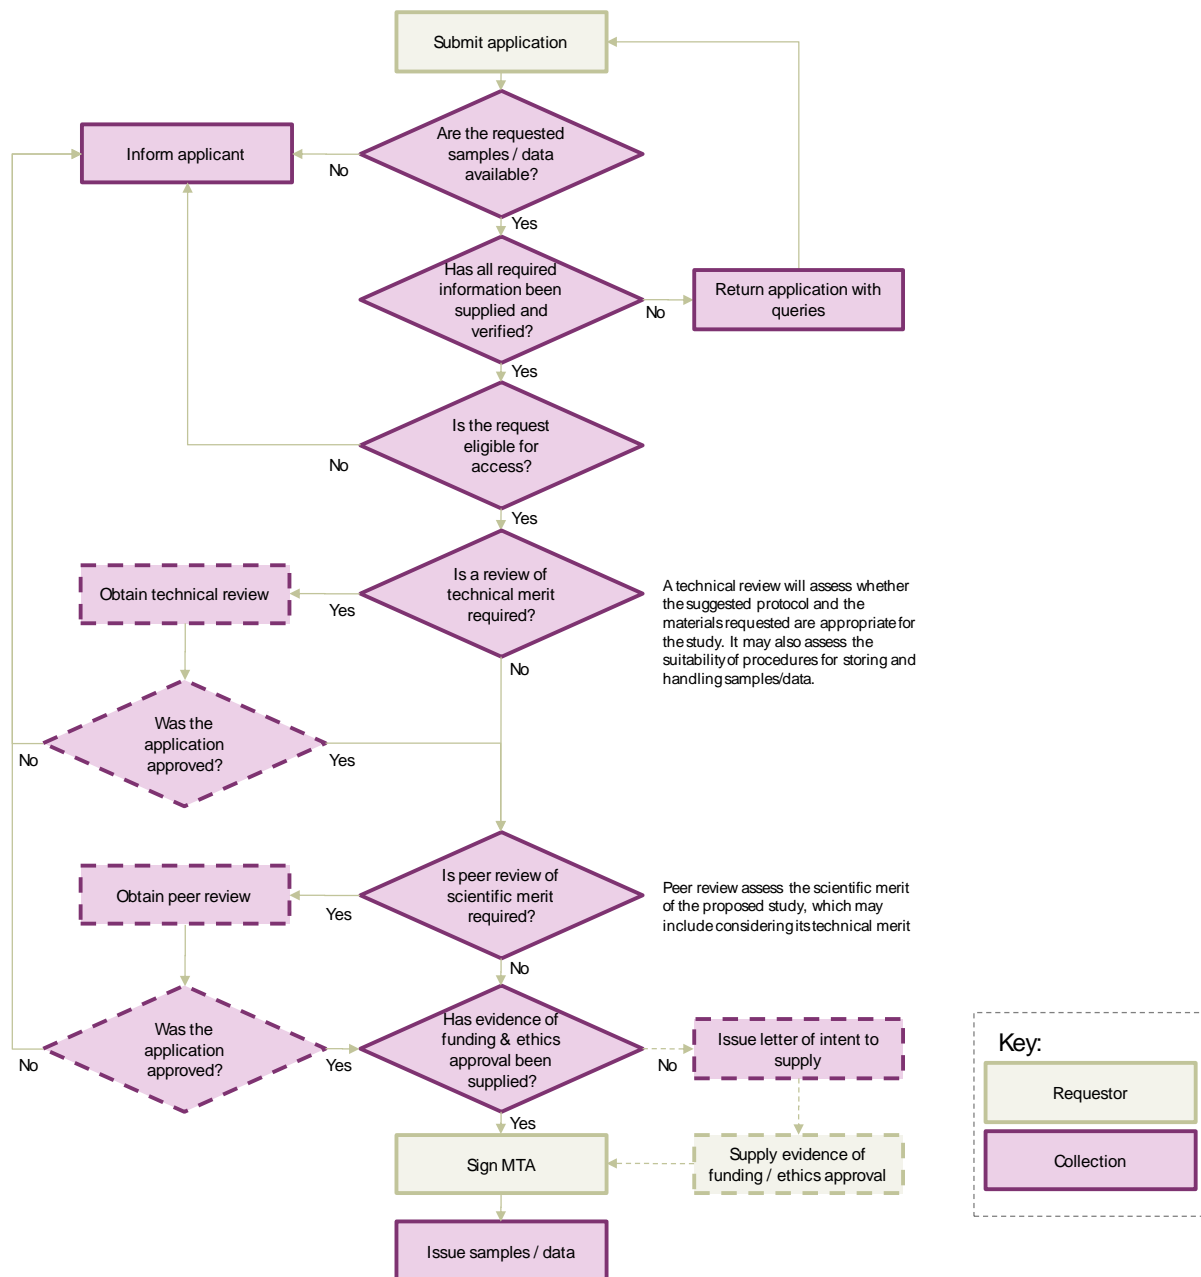 Submit application
Are the requested
samples / data
available?
Inform applicant
No
Yes
Has all required
information been
supplied and
verified?
No
Return application with
queries
Yes
Is the request
eligible for
access?
No
Yes
Is a review of
technical merit
required?
Obtain technical review
Yes
A technical review will assess whether
the suggested protocol and the
materials requested are appropriate for
the study. It may also assess the
suitability of procedures for storing and
handling samples/data.
No
Was the
application
approved?
No
Yes
Is peer review of
scientific merit
required?
Obtain peer review
Yes
Peer review assess the scientific merit
of the proposed study, which may
include considering its technical merit
No
Was the
application
approved?
No
Yes
Has evidence of
funding & ethics
approval been
supplied?
No
Issue letter of intent to
supply
Yes
Sign MTA
Supply evidence of
funding / ethics approval
Issue samples / data
Key:
Requestor
Collection